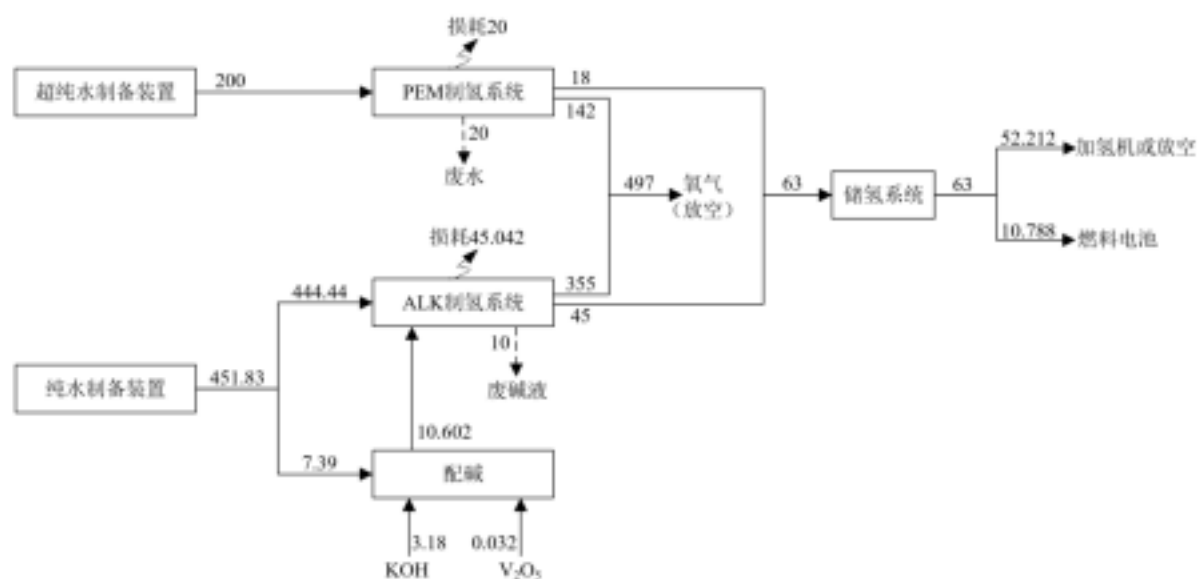 损耗20
超纯水制备装置
200
PEM制氢系统
18
142
20
废水
497
氧气
（放空）
63
储氢系统
63
52.212
加氢机或放空
10.788
燃料电池
损耗45.042
444.44
ALK制氢系统
355
45
10
废碱液
纯水制备装置
451.83
10.602
7.39
配碱
3.18
0.032
KOH
V₂O₅